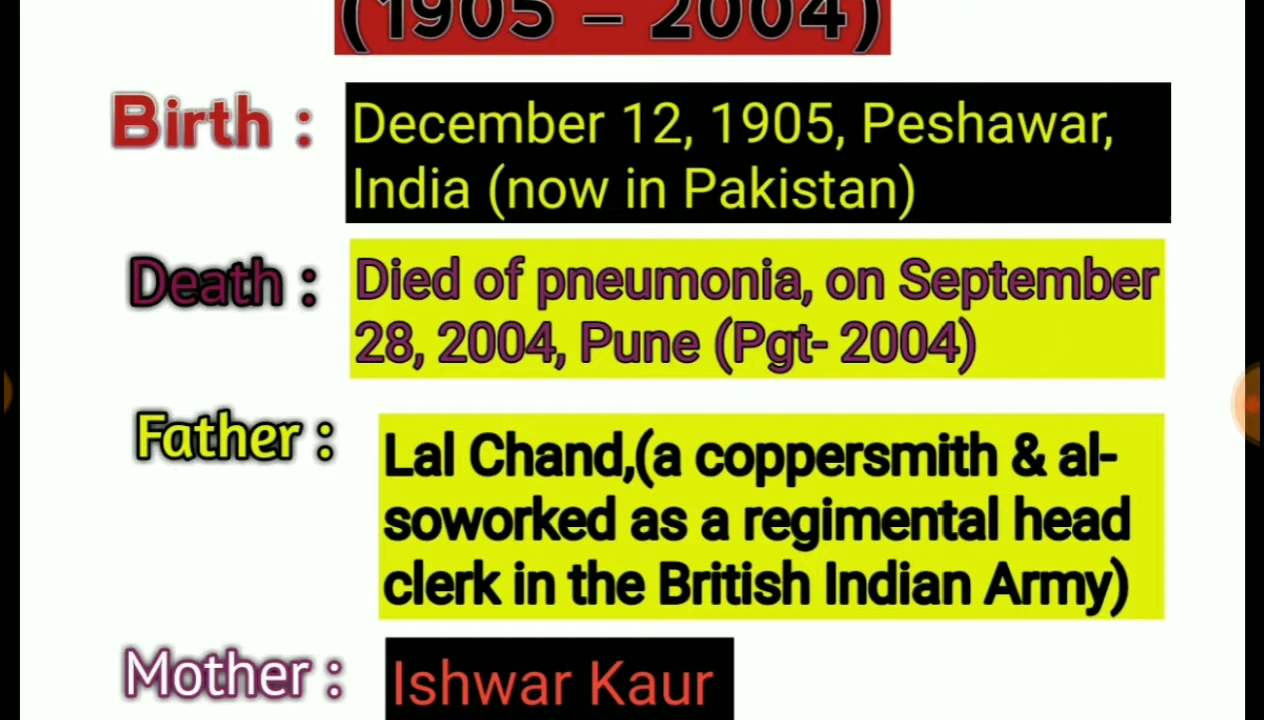 (1905 – 2004)
Birth :
December 12, 1905, Peshawar,
India (now in Pakistan)
Death :
Died of pneumonia, on September
28, 2004, Pune (Pgt- 2004)
Father :
Lal Chand,(a coppersmith & al-
soworked as a regimental head
clerk in the British Indian Army)
Mother :
Ishwar Kaur